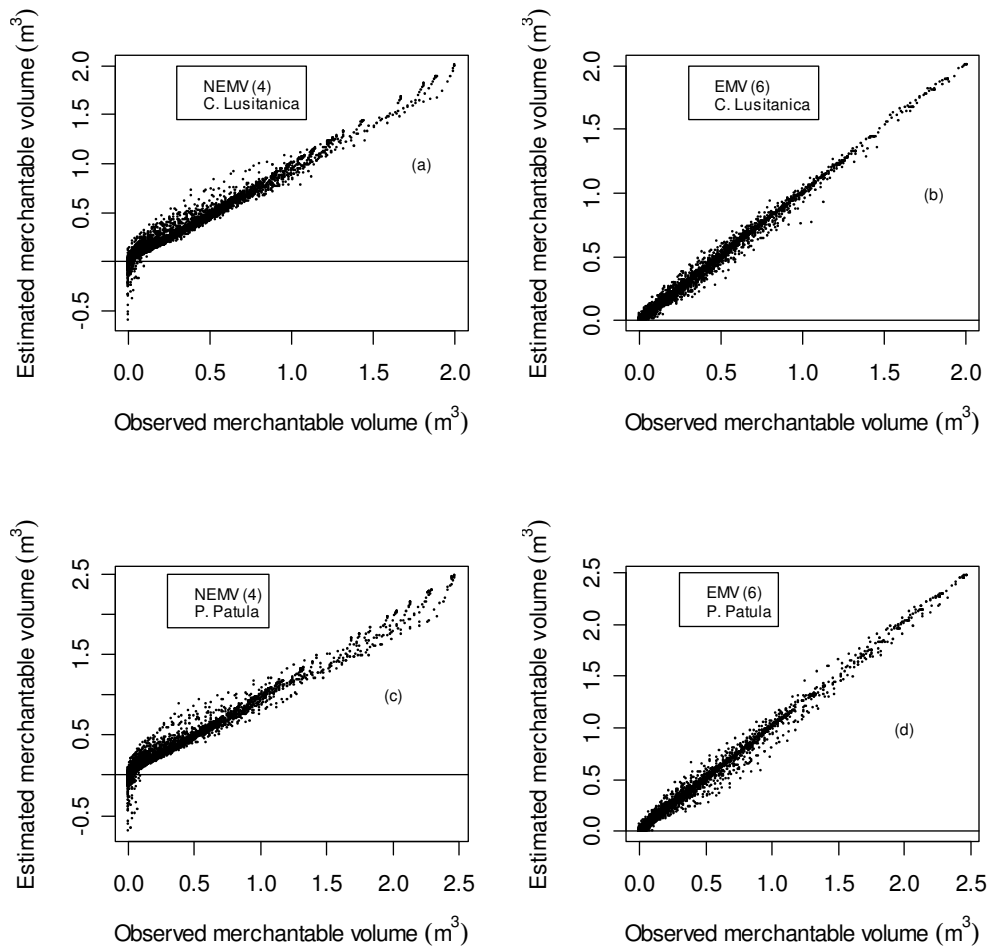 Estimated merchantable volume (m³)
2.0
1.5
1.0
0.5
-0.5
NEMV (4)
C. Lusitanica
(a)
0.0 0.5 1.0 1.5 2.0
Observed merchantable volume (m³)
Estimated merchantable volume (m³)
2.0
1.5
1.0
0.5
0.0
EMV (6)
C. Lusitanica
(b)
0.0 0.5 1.0 1.5 2.0
Observed merchantable volume (m³)
Estimated merchantable volume (m³)
2.5
1.5
0.5
-0.5
NEMV (4)
P. Patula
(c)
0.0 0.5 1.0 1.5 2.0 2.5
Observed merchantable volume (m³)
Estimated merchantable volume (m³)
2.5
2.0
1.5
1.0
0.5
0.0
EMV (6)
P. Patula
(d)
0.0 0.5 1.0 1.5 2.0 2.5
Observed merchantable volume (m³)